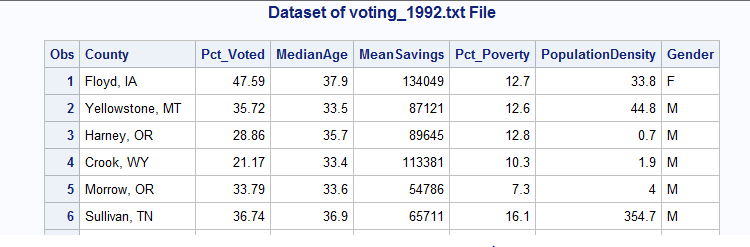 Dataset of voting_1992.txt File
Obs County Pct_Voted MedianAge MeanSavings Pct_Poverty PopulationDensity Gender
1 Floyd, IA 47.59 37.9 134049 12.7 33.8 F
2 Yellowstone, MT 35.72 33.5 87121 12.6 44.8 M
3 Harney, OR 28.86 35.7 89645 12.8 0.7 M
4 Crook, WY 21.17 33.4 113381 10.3 1.9 M
5 Morrow, OR 33.79 33.6 54786 7.3 4 M
6 Sullivan, TN 36.74 36.9 65711 16.1 354.7 M